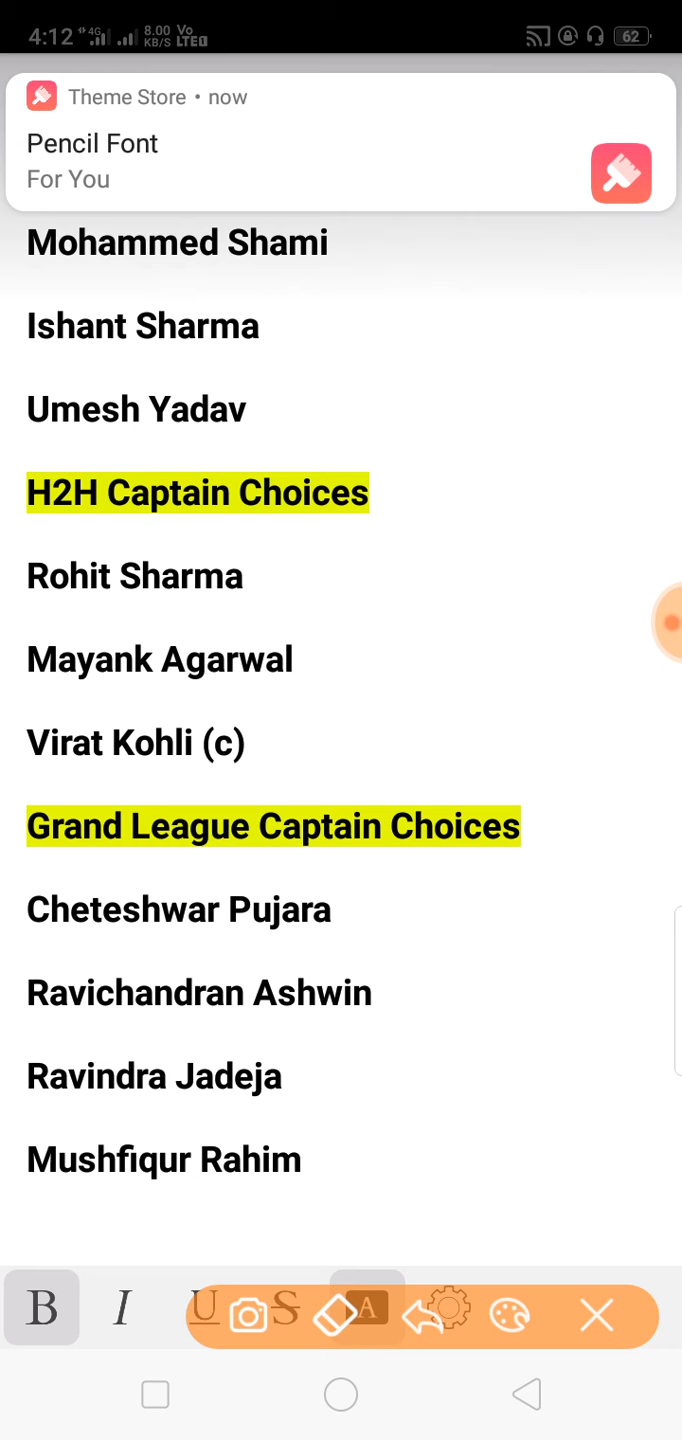 4:12 4G 8.00 KB/S Vo LTE1 62
Theme Store • now
Pencil Font
For You
Mohammed Shami
Ishant Sharma
Umesh Yadav
H2H Captain Choices
Rohit Sharma
Mayank Agarwal
Virat Kohli (c)
Grand League Captain Choices
Cheteshwar Pujara
Ravichandran Ashwin
Ravindra Jadeja
Mushfiqur Rahim
B I U S A